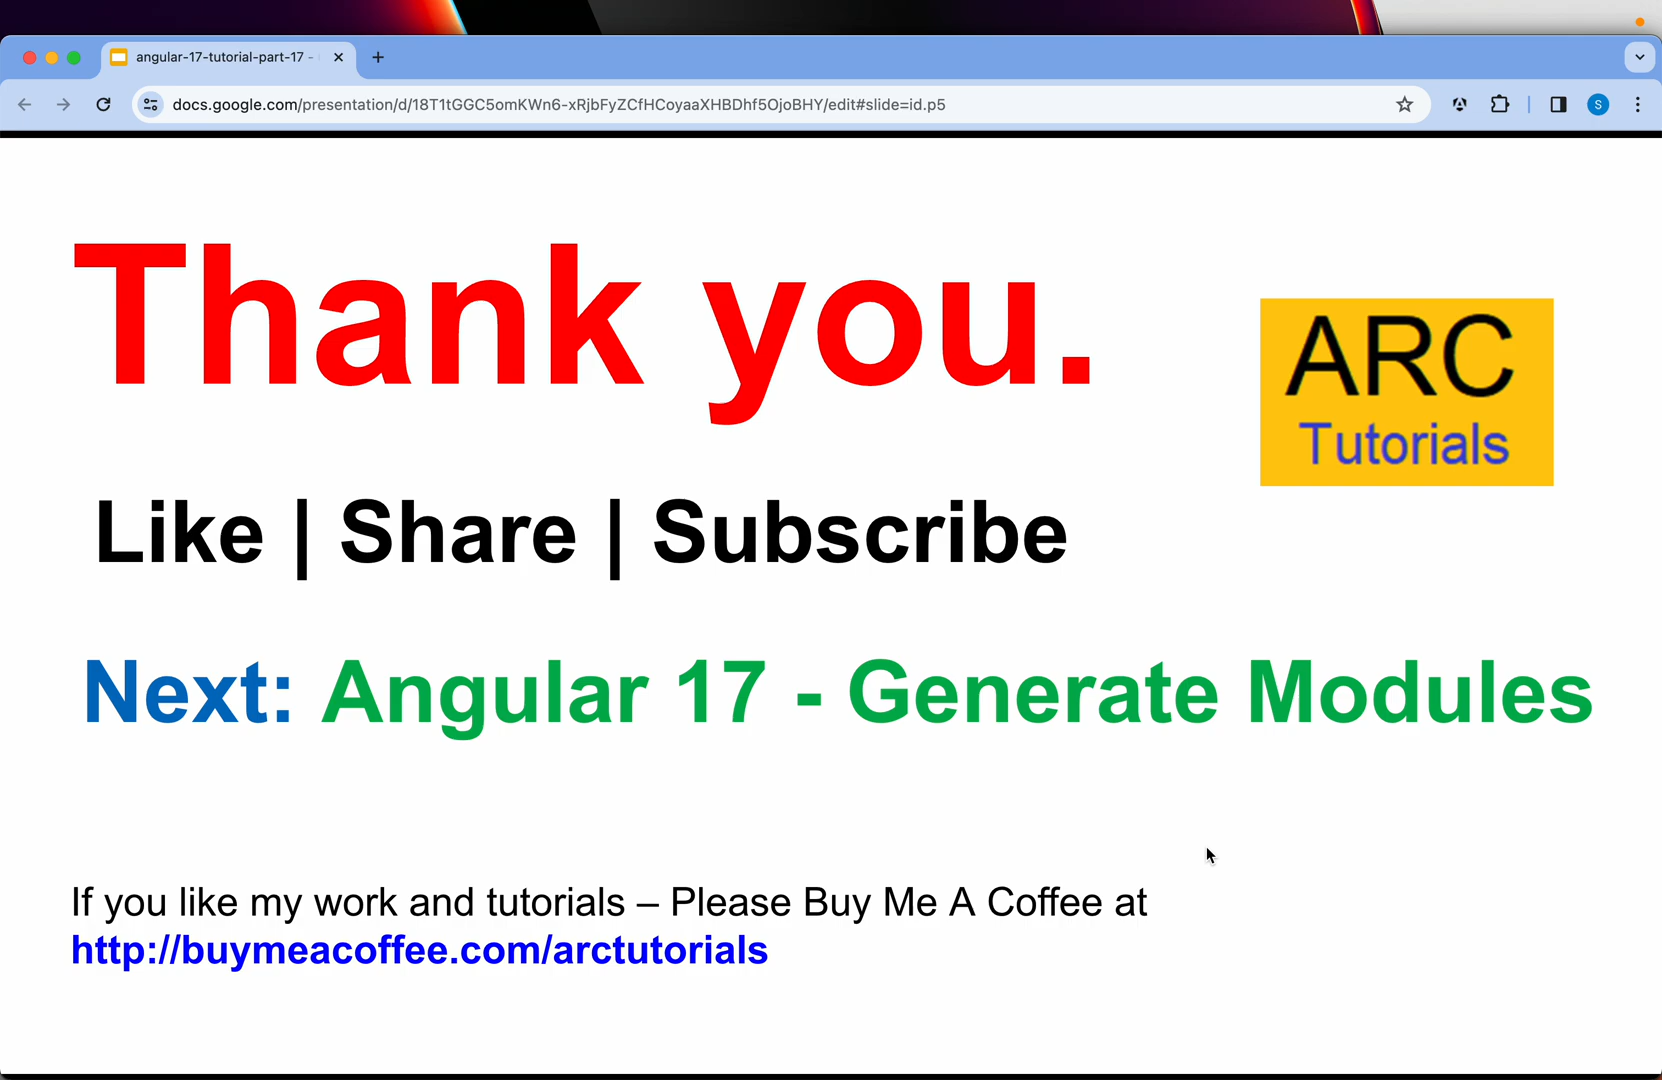 angular-17-tutorial-part-17 -
docs.google.com/presentation/d/18T1tGGC5omKWn6-xRjbFyZCfHCoyaaXHBDhf5OjoBHY/edit#slide=id.p5
S
Thank you.
ARC
Tutorials
Like | Share | Subscribe
Next: Angular 17 - Generate Modules
If you like my work and tutorials – Please Buy Me A Coffee at
http://buymeacoffee.com/arctutorials